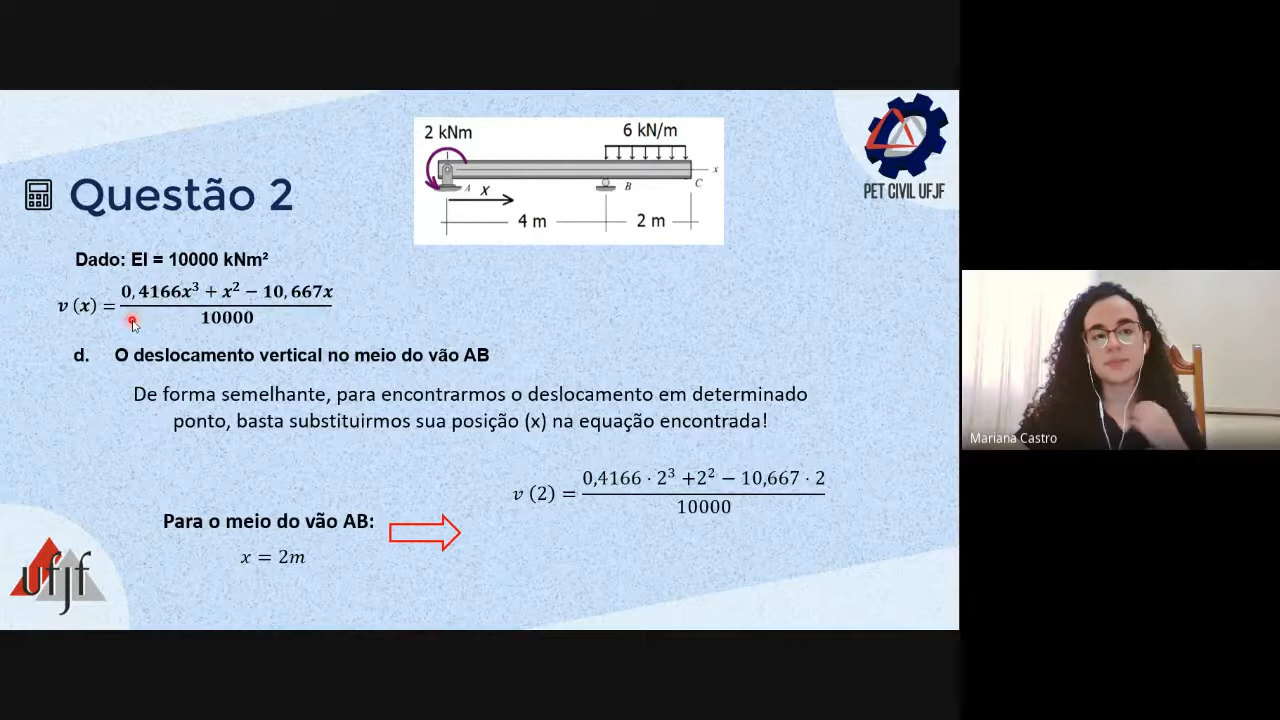 2 kNm
6 kN/m
A
X
B
C
x
4 m
2 m
PET CIVIL UFJF
Questão 2
Dado: EI = 10000 kNm²
v (x) = 0,4166x³ + x² − 10,667x
10000
d. O deslocamento vertical no meio do vão AB
De forma semelhante, para encontrarmos o deslocamento em determinado
ponto, basta substituirmos sua posição (x) na equação encontrada!
v (2) = 0,4166 · 2³ +2² − 10,667 · 2
10000
Para o meio do vão AB:
x = 2m
ufjf
Mariana Castro